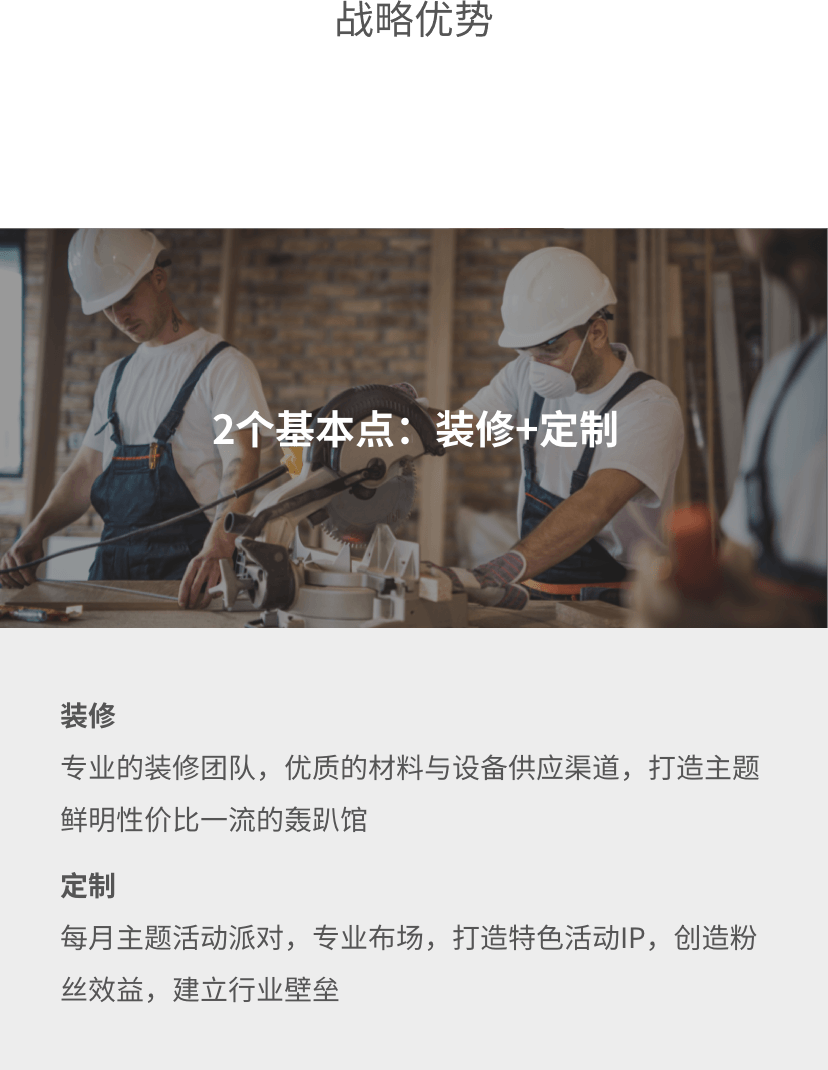 战略优势
2个基本点：装修+定制
装修
专业的装修团队，优质的材料与设备供应渠道，打造主题
鲜明性价比一流的轰趴馆
定制
每月主题活动派对，专业布场，打造特色活动IP，创造粉
丝效益，建立行业壁垒